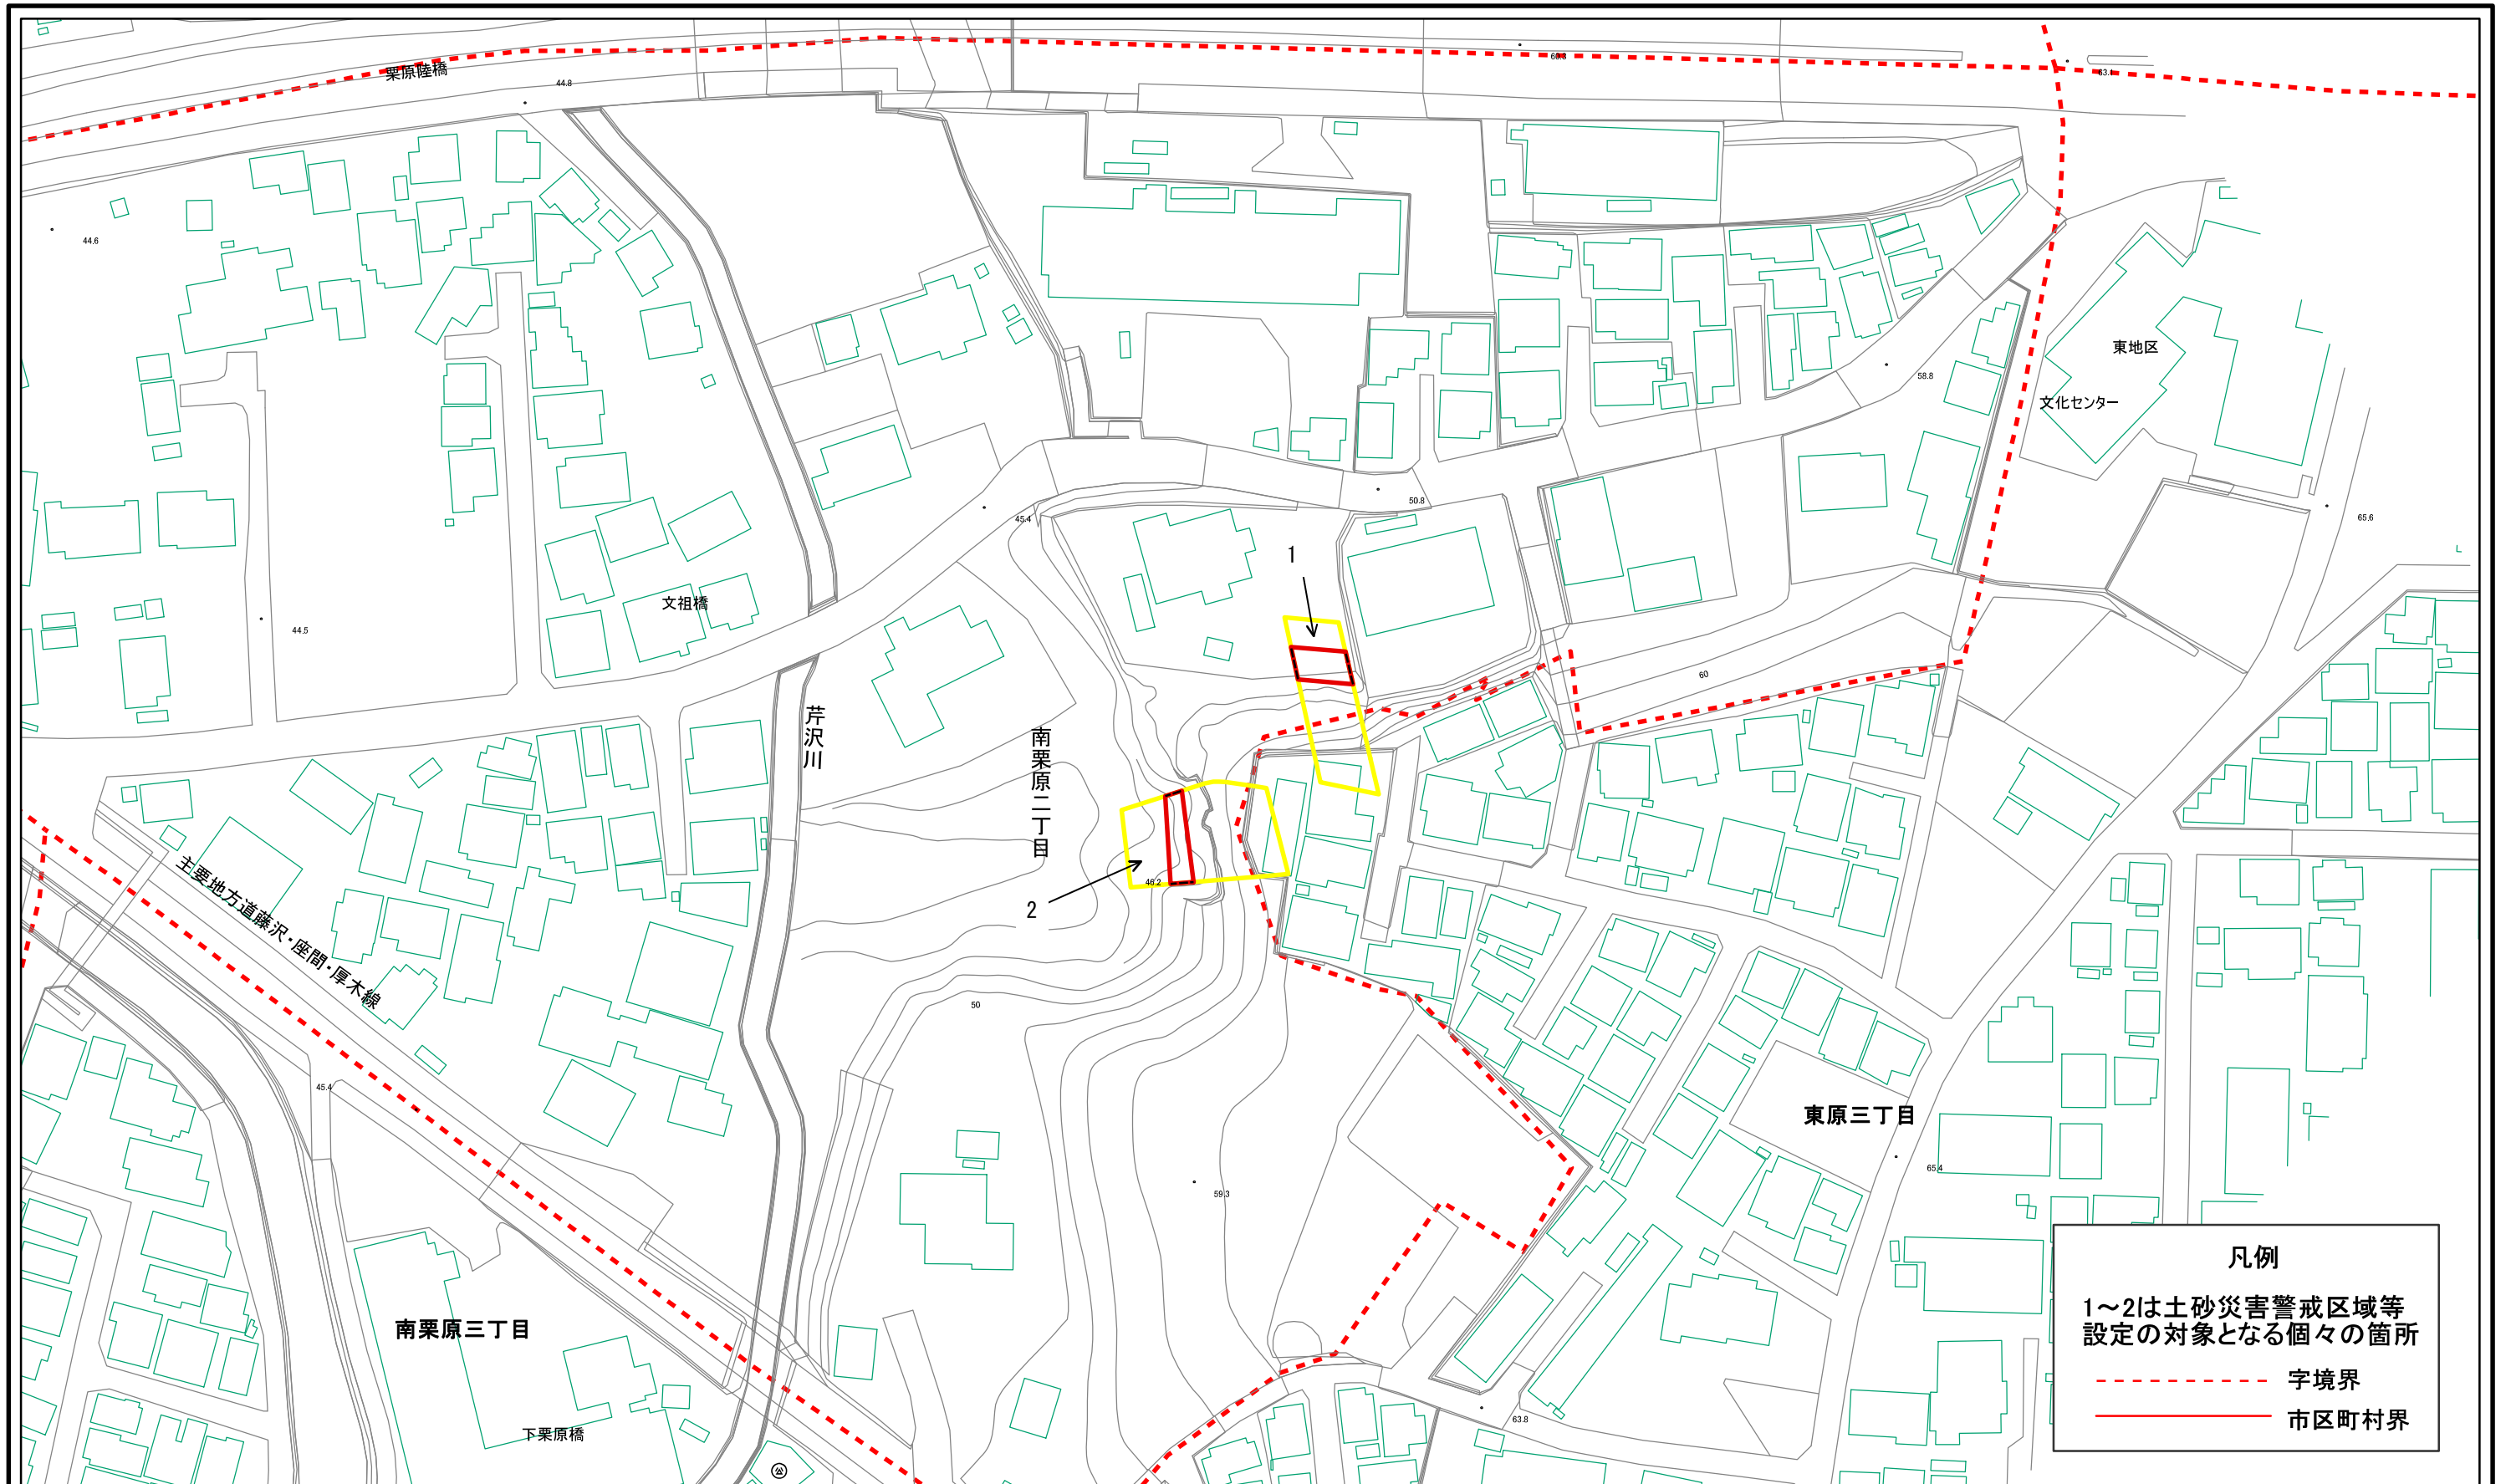 栗原陸橋
44.8
60.3
63.1
44.6
東地区
58.8
文化センター
50.8
45.4
65.6
1
文祖橋
44.5
60
芹沢川
南栗原二丁目
46.2
2
主要地方道藤沢・座間・厚木線
50
45.4
東原三丁目
65.4
59.3
南栗原三丁目
下栗原橋
63.8
公
凡例
1～2は土砂災害警戒区域等
設定の対象となる個々の箇所
字境界
市区町村界